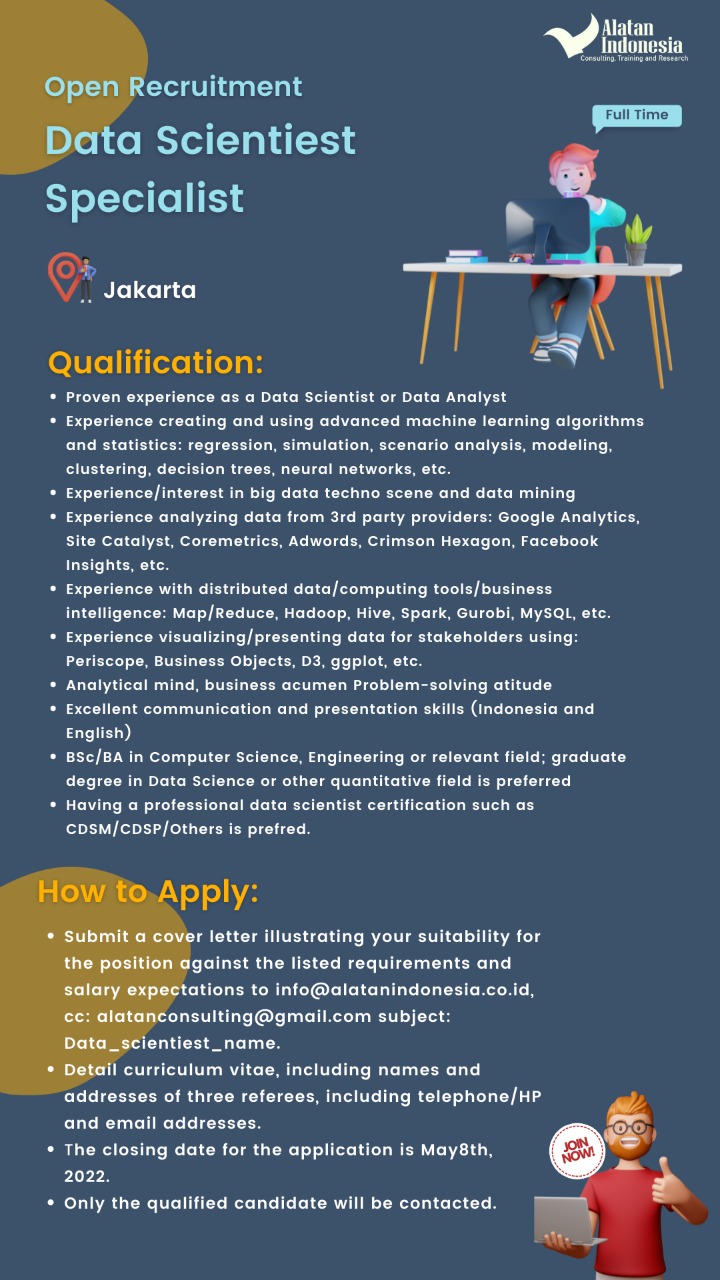 Alatan
Indonesia
Consulting, Training and Research
Open Recruitment
Full Time
Data Scientiest
Specialist
Jakarta
Qualification:
• Proven experience as a Data Scientist or Data Analyst
• Experience creating and using advanced machine learning algorithms
and statistics: regression, simulation, scenario analysis, modeling,
clustering, decision trees, neural networks, etc.
• Experience/interest in big data techno scene and data mining
• Experience analyzing data from 3rd party providers: Google Analytics,
Site Catalyst, Coremetrics, Adwords, Crimson Hexagon, Facebook
Insights, etc.
• Experience with distributed data/computing tools/business
intelligence: Map/Reduce, Hadoop, Hive, Spark, Gurobi, MySQL, etc.
• Experience visualizing/presenting data for stakeholders using:
Periscope, Business Objects, D3, ggplot, etc.
• Analytical mind, business acumen Problem-solving atitude
• Excellent communication and presentation skills (Indonesia and
English)
• BSc/BA in Computer Science, Engineering or relevant field; graduate
degree in Data Science or other quantitative field is preferred
• Having a professional data scientist certification such as
CDSM/CDSP/Others is prefred.
How to Apply:
• Submit a cover letter illustrating your suitability for
the position against the listed requirements and
salary expectations to info@alatanindonesia.co.id,
cc: alatanconsulting@gmail.com subject:
Data_scientiest_name.
• Detail curriculum vitae, including names and
addresses of three referees, including telephone/HP
and email addresses.
• The closing date for the application is May8th,
2022.
• Only the qualified candidate will be contacted.
JOIN
NOW!